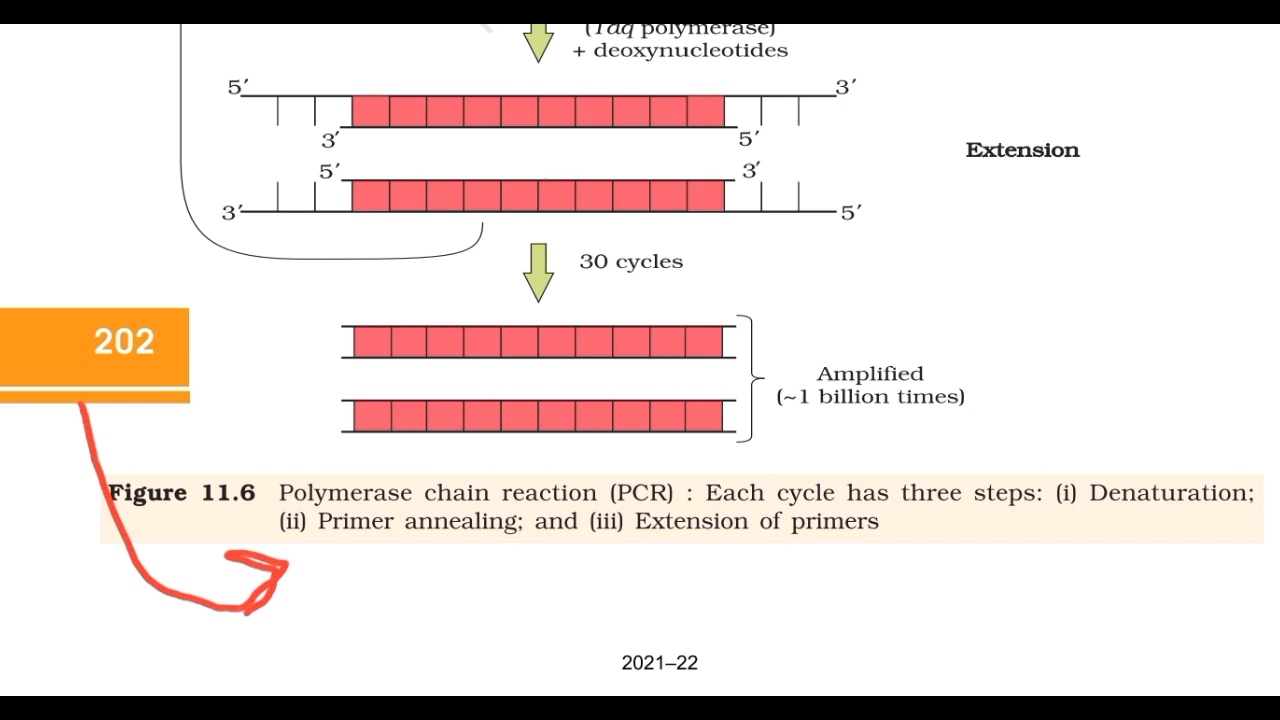 (Taq polymerase)
+ deoxynucleotides
5′
3′
3′
5′
Extension
5′
3′
3′
5′
30 cycles
202
Amplified
(~1 billion times)
Figure 11.6 Polymerase chain reaction (PCR) : Each cycle has three steps: (i) Denaturation;
(ii) Primer annealing; and (iii) Extension of primers
2021–22